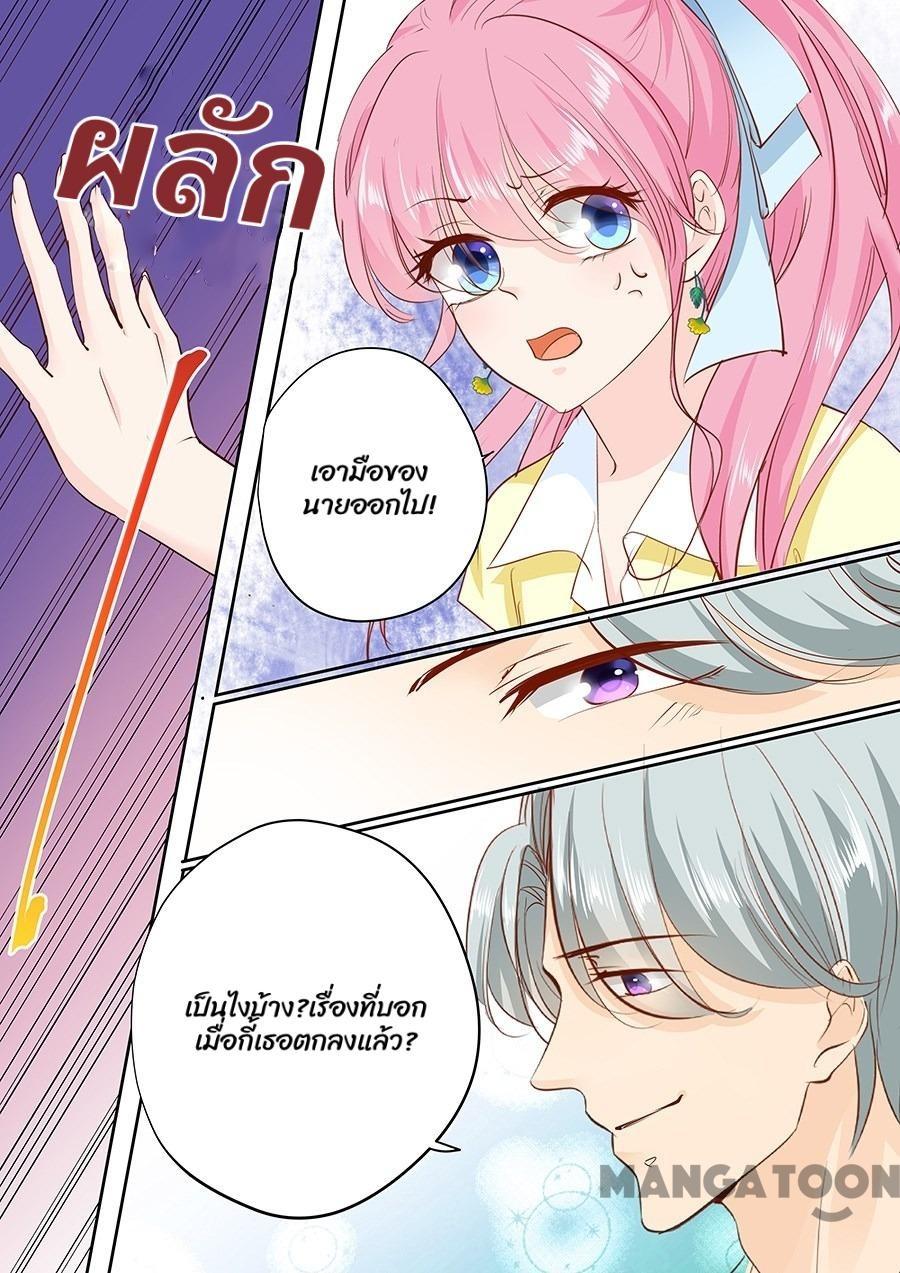 ผลัก
เอามือของ
นายออกไป!
เป็นไงบ้าง?เรื่องที่บอก
เมื่อกี้เธอตกลงแล้ว?
MANGATOON